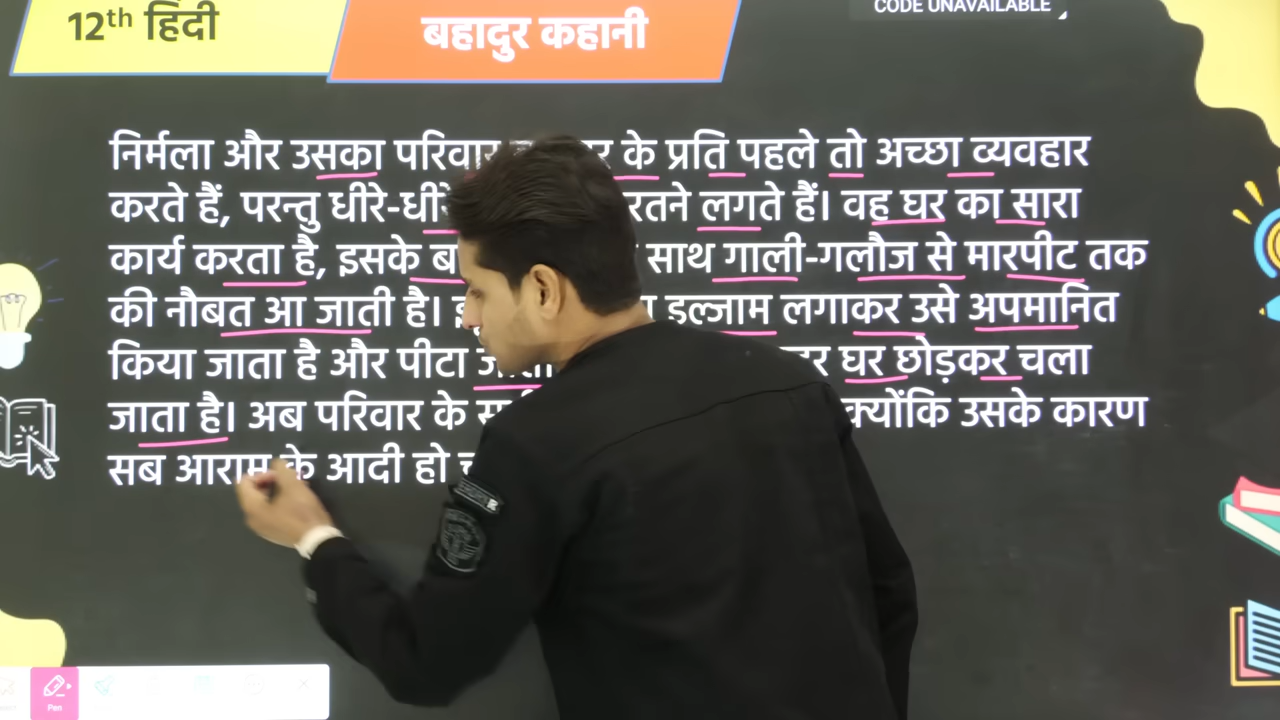 12th हिंदी
बहादुर कहानी
CODE UNAVAILABLE
निर्मला और उसका परिवार के प्रति पहले तो अच्छा व्यवहार
करते हैं, परन्तु धीरे-धीरे लगते हैं। वह घर का सारा
कार्य करता है, इसके साथ गाली-गलौज से मारपीट तक
की नौबत आ जाती है। इल्जाम लगाकर उसे अपमानित
किया जाता है और पीटा घर छोड़कर चला
जाता है। अब परिवार के क्योंकि उसके कारण
सब आराम के आदी हो
Pen